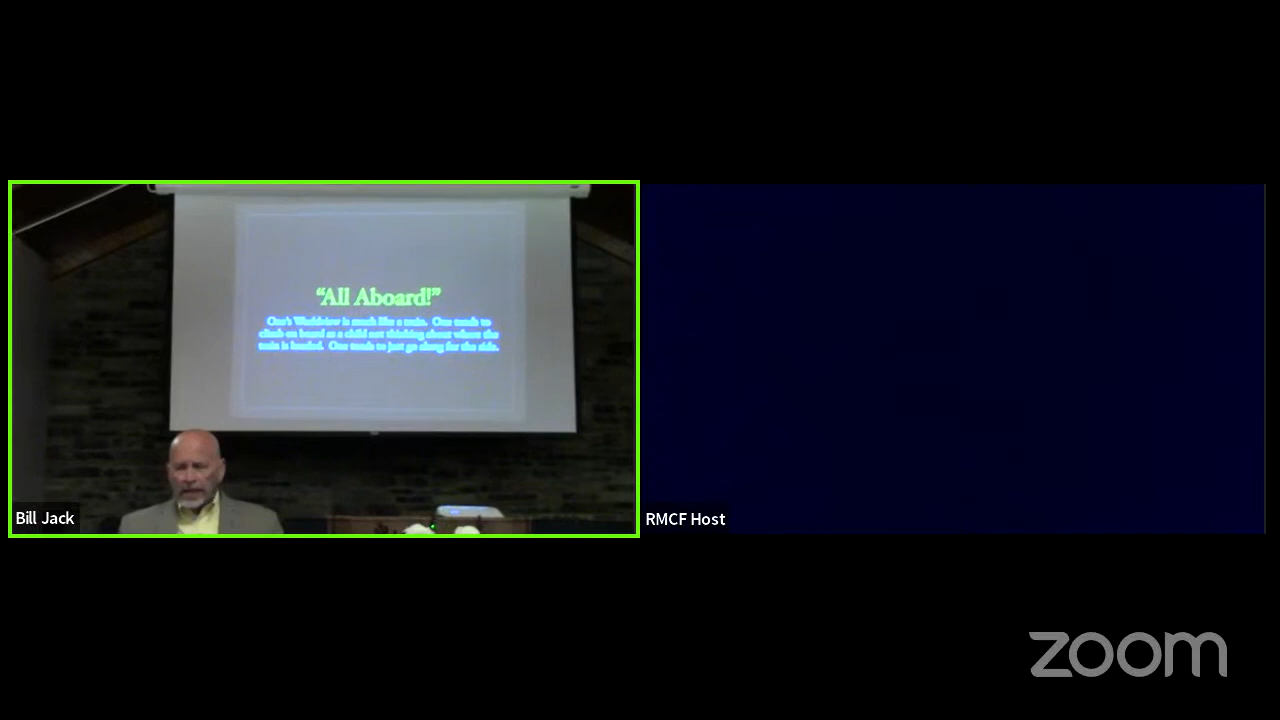 “All Aboard!”
One's Worldview is much like a train. One tends to
climb on board as a child not thinking about where the
train is headed. One tends to just go along for the ride.
Bill Jack
RMCF Host
zoom